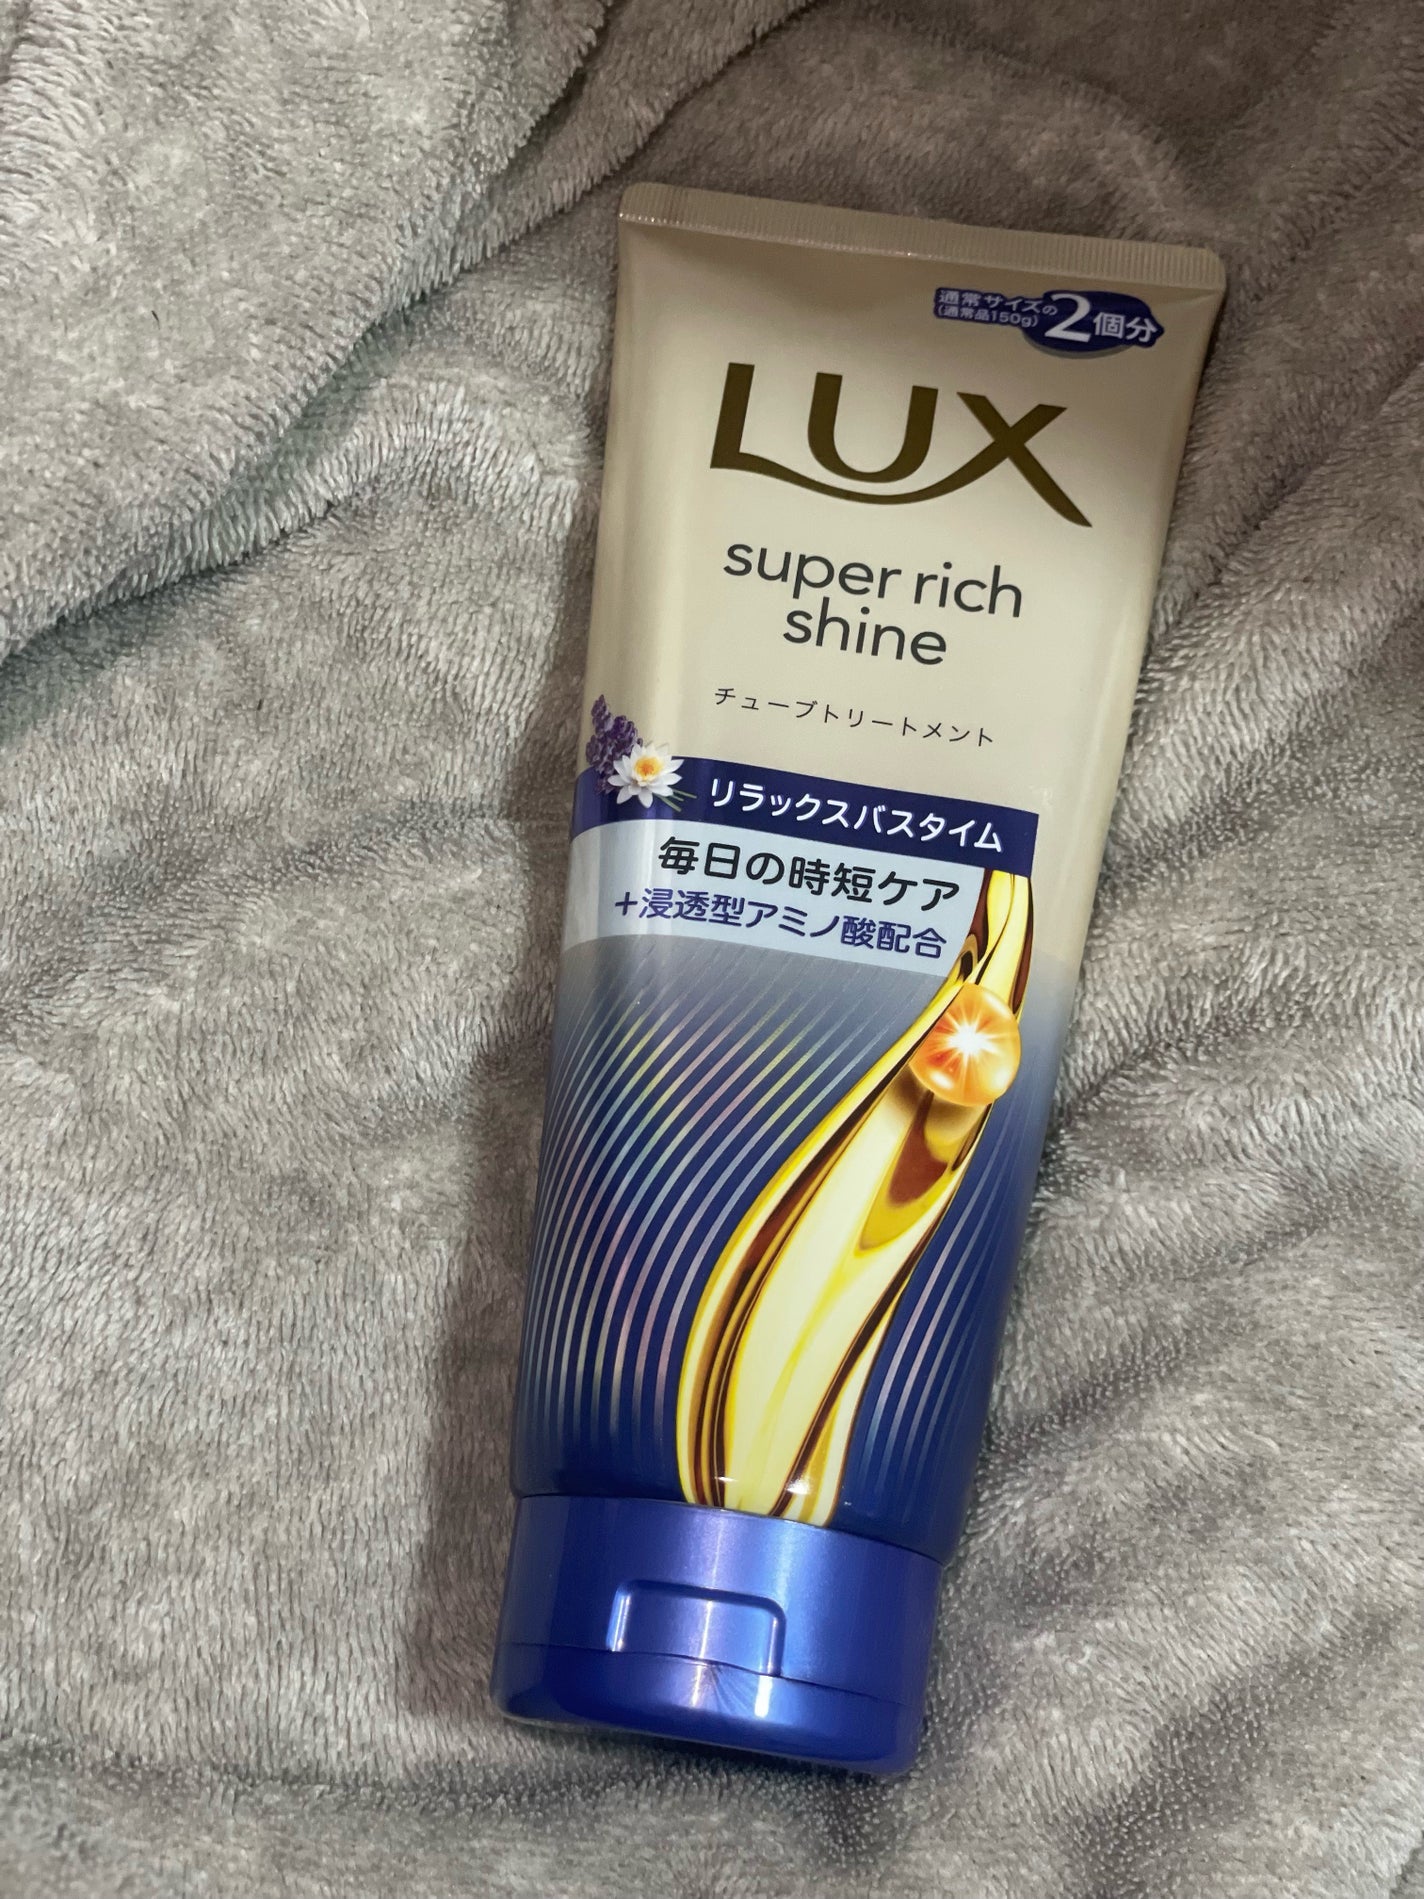 通常サイズの
(通常品150g)
2個分
LUX
super rich
shine
チューブトリートメント
リラックスバスタイム
毎日の時短ケア
+浸透型アミノ酸配合